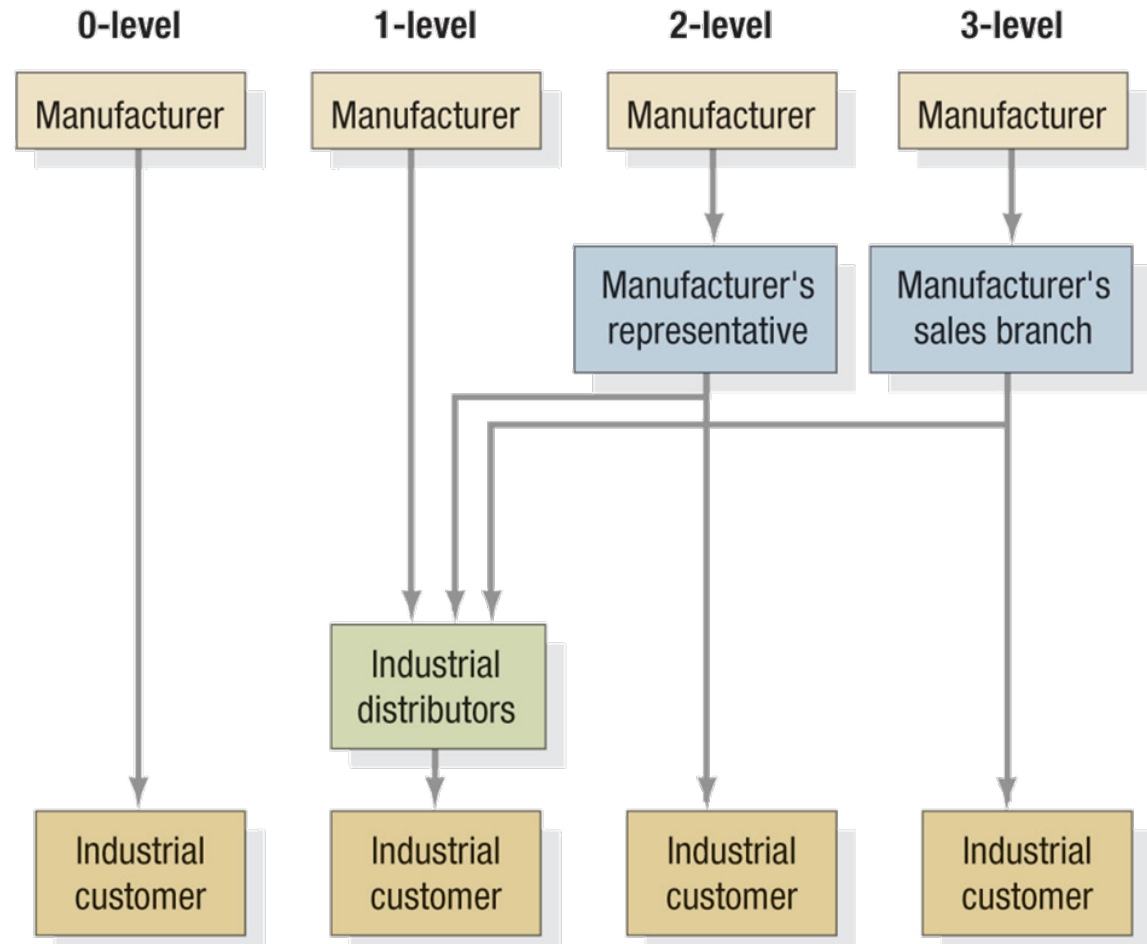 0-level
1-level
2-level
3-level
Manufacturer
Manufacturer
Manufacturer
Manufacturer
Manufacturer's
representative
Manufacturer's
sales branch
Industrial
distributors
Industrial
customer
Industrial
customer
Industrial
customer
Industrial
customer